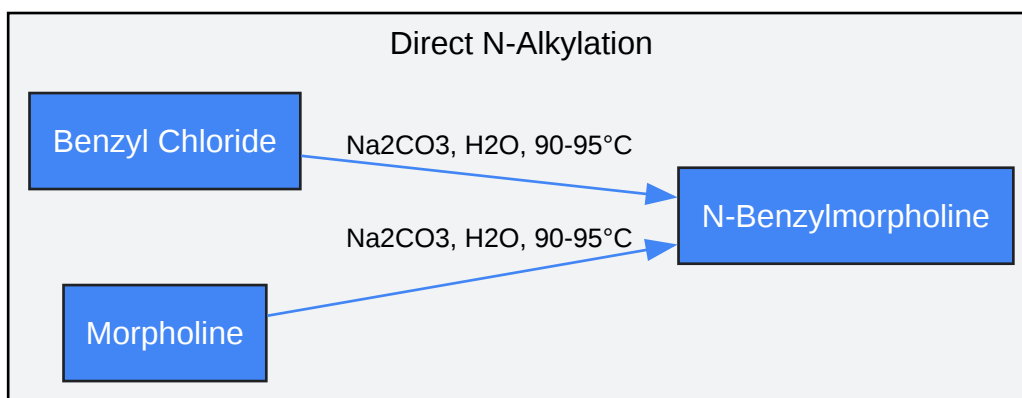 Direct N-Alkylation
Benzyl Chloride
Na2CO3, H2O, 90-95°C
N-Benzylmorpholine
Na2CO3, H2O, 90-95°C
Morpholine